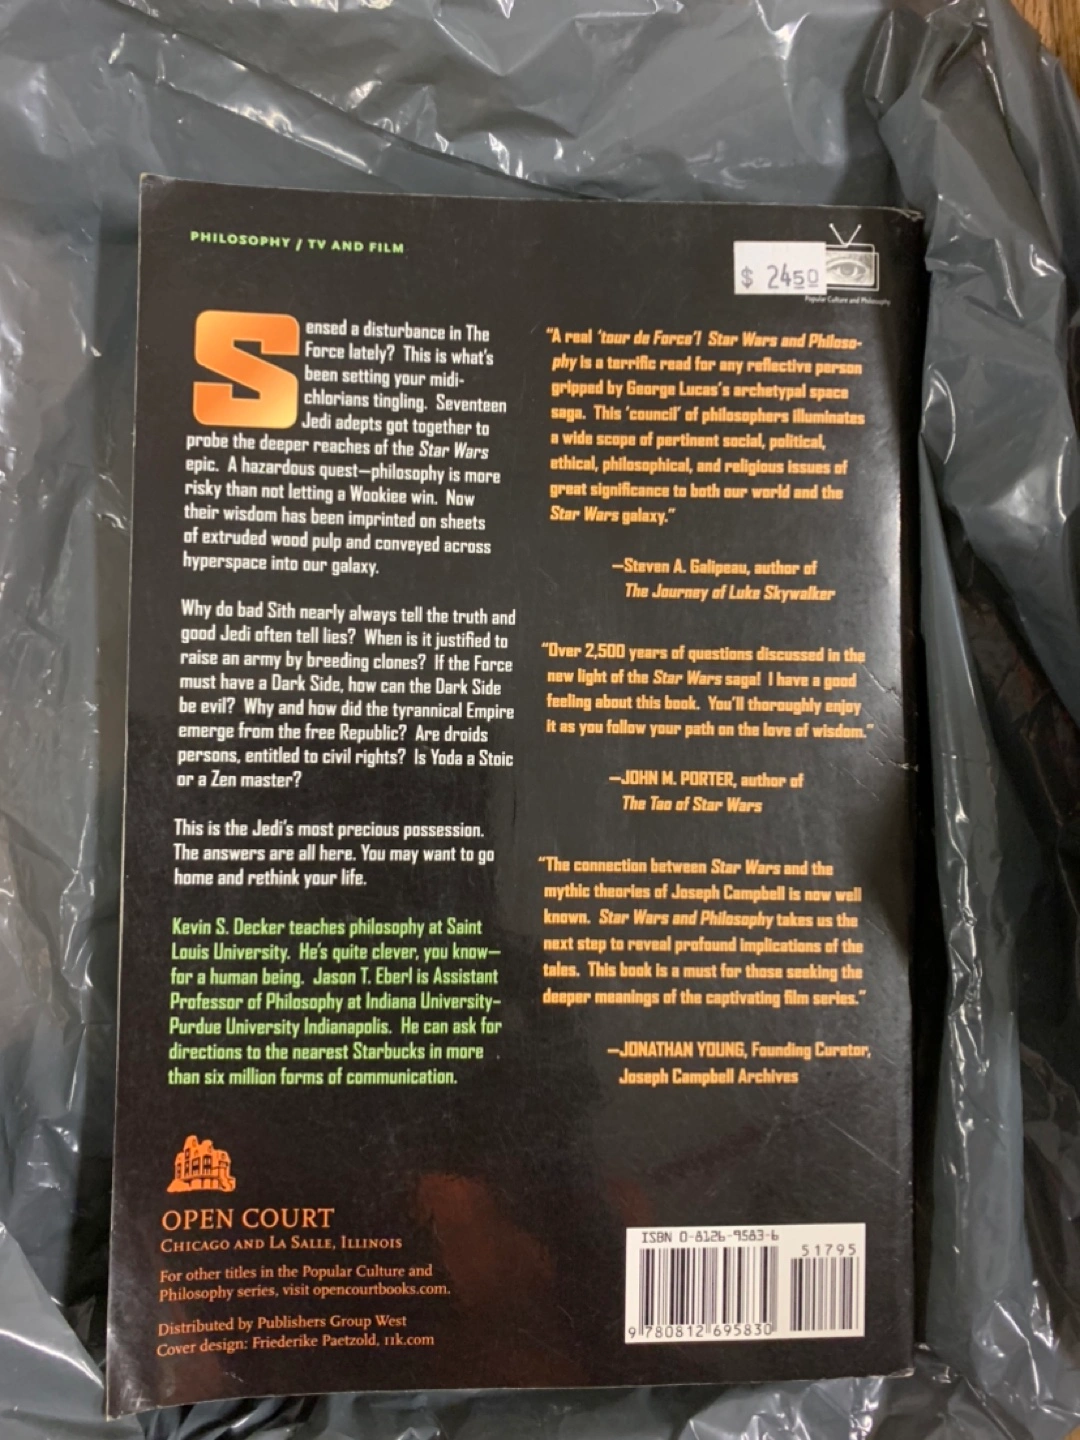 PHILOSOPHY / TV AND FILM
$ 24.50
Popular Culture and Philosophy
Sensed a disturbance in The
Force lately? This is what's
been setting your midi-
chlorians tingling. Seventeen
Jedi adepts got together to
probe the deeper reaches of the Star Wars
epic. A hazardous quest—philosophy is more
risky than not letting a Wookiee win. Now
their wisdom has been imprinted on sheets
of extruded wood pulp and conveyed across
hyperspace into our galaxy.
Why do bad Sith nearly always tell the truth and
good Jedi often tell lies? When is it justified to
raise an army by breeding clones? If the Force
must have a Dark Side, how can the Dark Side
be evil? Why and how did the tyrannical Empire
emerge from the free Republic? Are droids
persons, entitled to civil rights? Is Yoda a Stoic
or a Zen master?
This is the Jedi's most precious possession.
The answers are all here. You may want to go
home and rethink your life.
Kevin S. Decker teaches philosophy at Saint
Louis University. He's quite clever, you know—
for a human being. Jason T. Eberl is Assistant
Professor of Philosophy at Indiana University–
Purdue University Indianapolis. He can ask for
directions to the nearest Starbucks in more
than six million forms of communication.
"A real 'tour de Force'! Star Wars and Philoso-
phy is a terrific read for any reflective person
gripped by George Lucas's archetypal space
saga. This 'council' of philosophers illuminates
a wide scope of pertinent social, political,
ethical, philosophical, and religious issues of
great significance to both our world and the
Star Wars galaxy."
—Steven A. Galipeau, author of
The Journey of Luke Skywalker
"Over 2,500 years of questions discussed in the
new light of the Star Wars saga! I have a good
feeling about this book. You'll thoroughly enjoy
it as you follow your path on the love of wisdom."
—JOHN M. PORTER, author of
The Tao of Star Wars
"The connection between Star Wars and the
mythic theories of Joseph Campbell is now well
known. Star Wars and Philosophy takes us the
next step to reveal profound implications of the
tales. This book is a must for those seeking the
deeper meanings of the captivating film series."
—JONATHAN YOUNG, Founding Curator,
Joseph Campbell Archives
OPEN COURT
CHICAGO AND LA SALLE, ILLINOIS
For other titles in the Popular Culture and
Philosophy series, visit opencourtbooks.com.
Distributed by Publishers Group West
Cover design: Friederike Paetzold, 11k.com
ISBN 0-8126-9583-6
51795
9 780812 695830